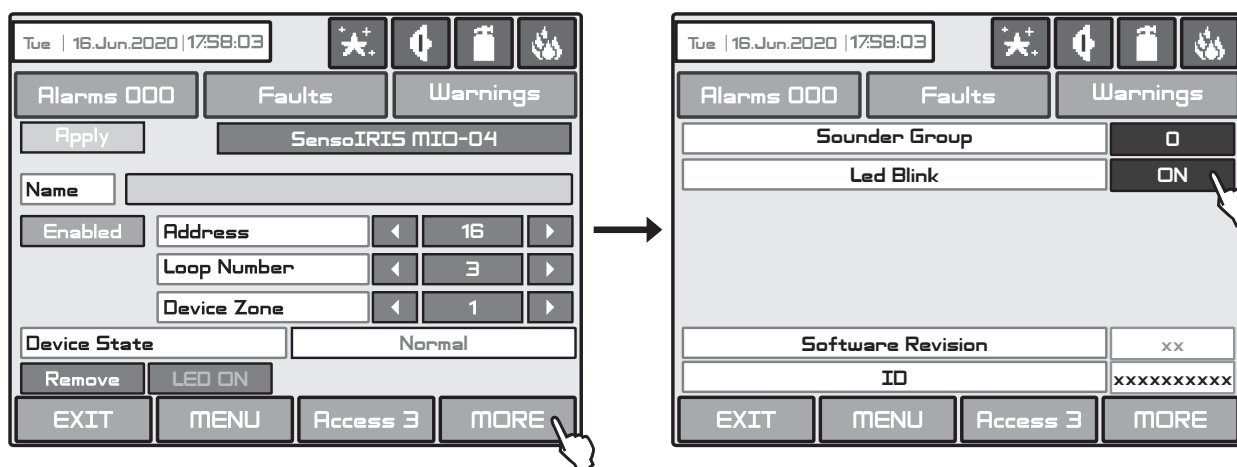 Tue | 16.Jun.2020 | 17:58:03
Alarms 000 Faults Warnings
Apply SensoIRIS MIO-04
Name
Enabled Address 16
Loop Number 3
Device Zone 1
Device State Normal
Remove LED ON
EXIT MENU Access 3 MORE
Tue | 16.Jun.2020 | 17:58:03
Alarms 000 Faults Warnings
Sounder Group 0
Led Blink ON
Software Revision xx
ID xxxxxxxxxx
EXIT MENU Access 3 MORE